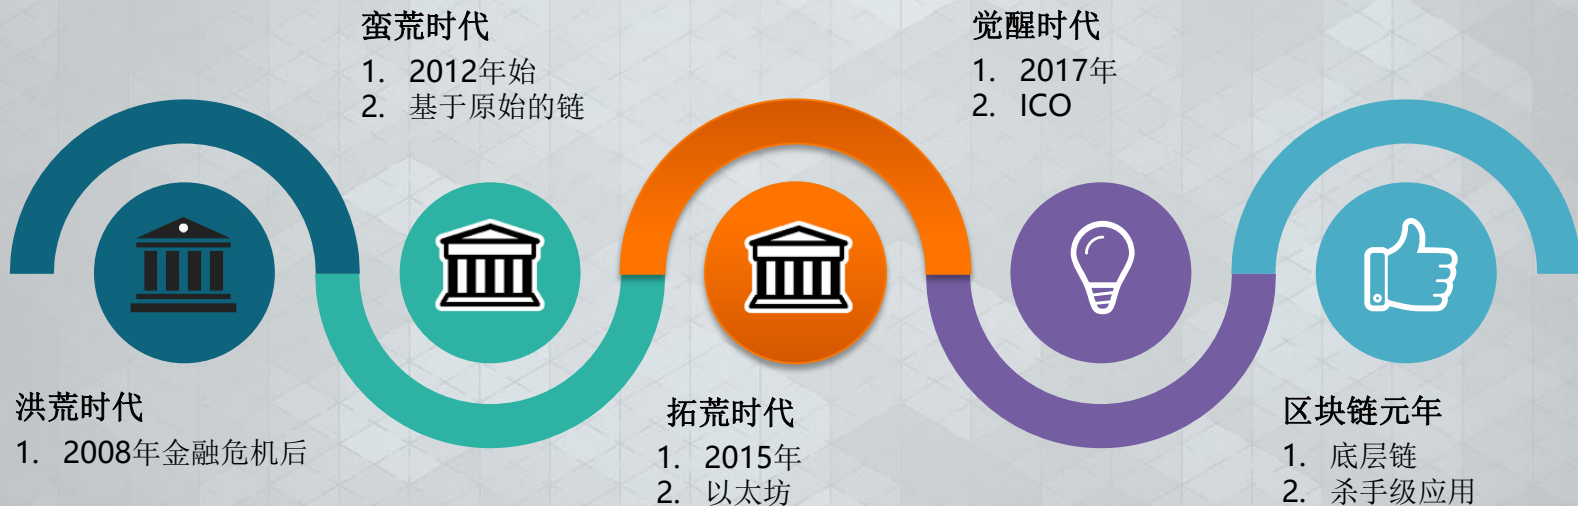 蛮荒时代
1. 2012年始
2. 基于原始的链
觉醒时代
1. 2017年
2. ICO
洪荒时代
1. 2008年金融危机后
拓荒时代
1. 2015年
2. 以太坊
区块链元年
1. 底层链
2. 杀手级应用